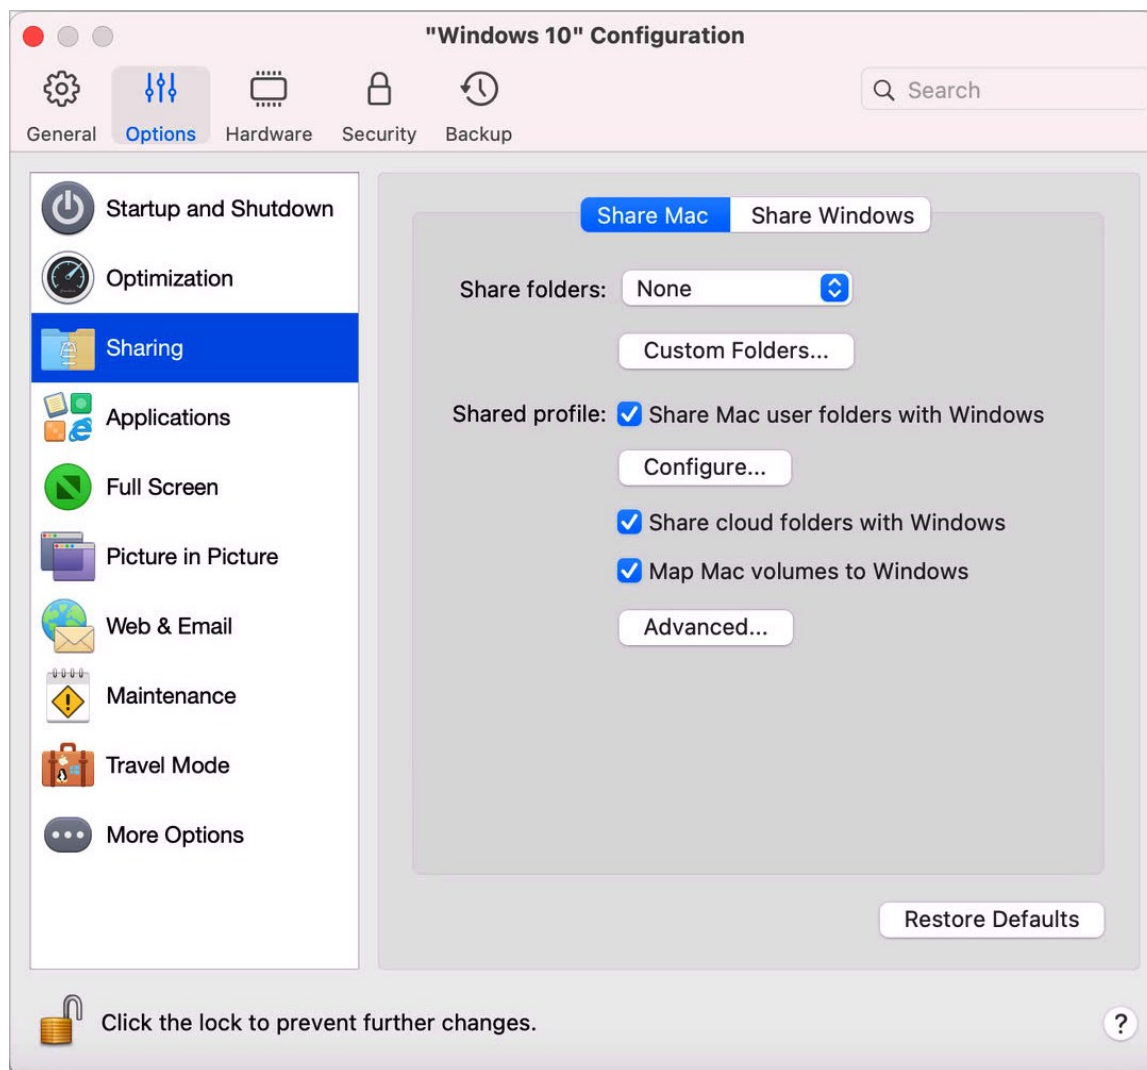 "Windows 10" Configuration
General Options Hardware Security Backup
Search
Startup and Shutdown
Optimization
Sharing
Applications
Full Screen
Picture in Picture
Web & Email
Maintenance
Travel Mode
More Options
Share Mac Share Windows
Share folders: None
Custom Folders...
Shared profile: Share Mac user folders with Windows
Configure...
Share cloud folders with Windows
Map Mac volumes to Windows
Advanced...
Restore Defaults
Click the lock to prevent further changes.
?